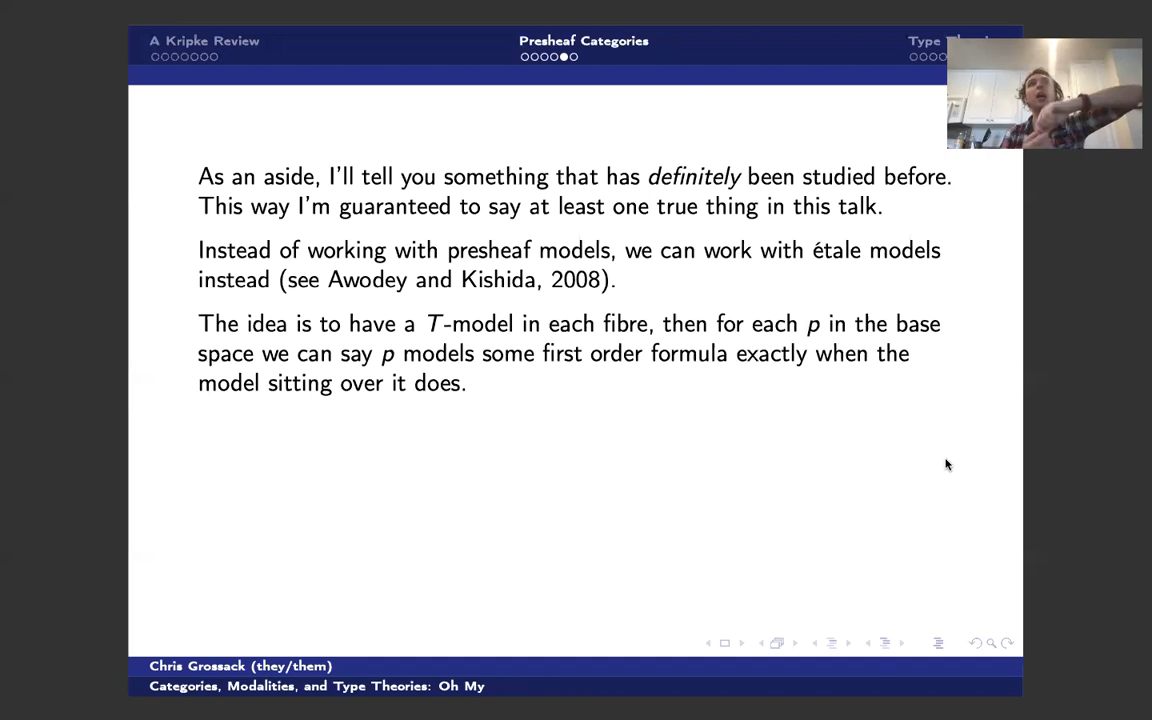 A Kripke Review
Presheaf Categories
Type
As an aside, I'll tell you something that has definitely been studied before.
This way I'm guaranteed to say at least one true thing in this talk.
Instead of working with presheaf models, we can work with étale models
instead (see Awodey and Kishida, 2008).
The idea is to have a T-model in each fibre, then for each p in the base
space we can say p models some first order formula exactly when the
model sitting over it does.
Chris Grossack (they/them)
Categories, Modalities, and Type Theories: Oh My